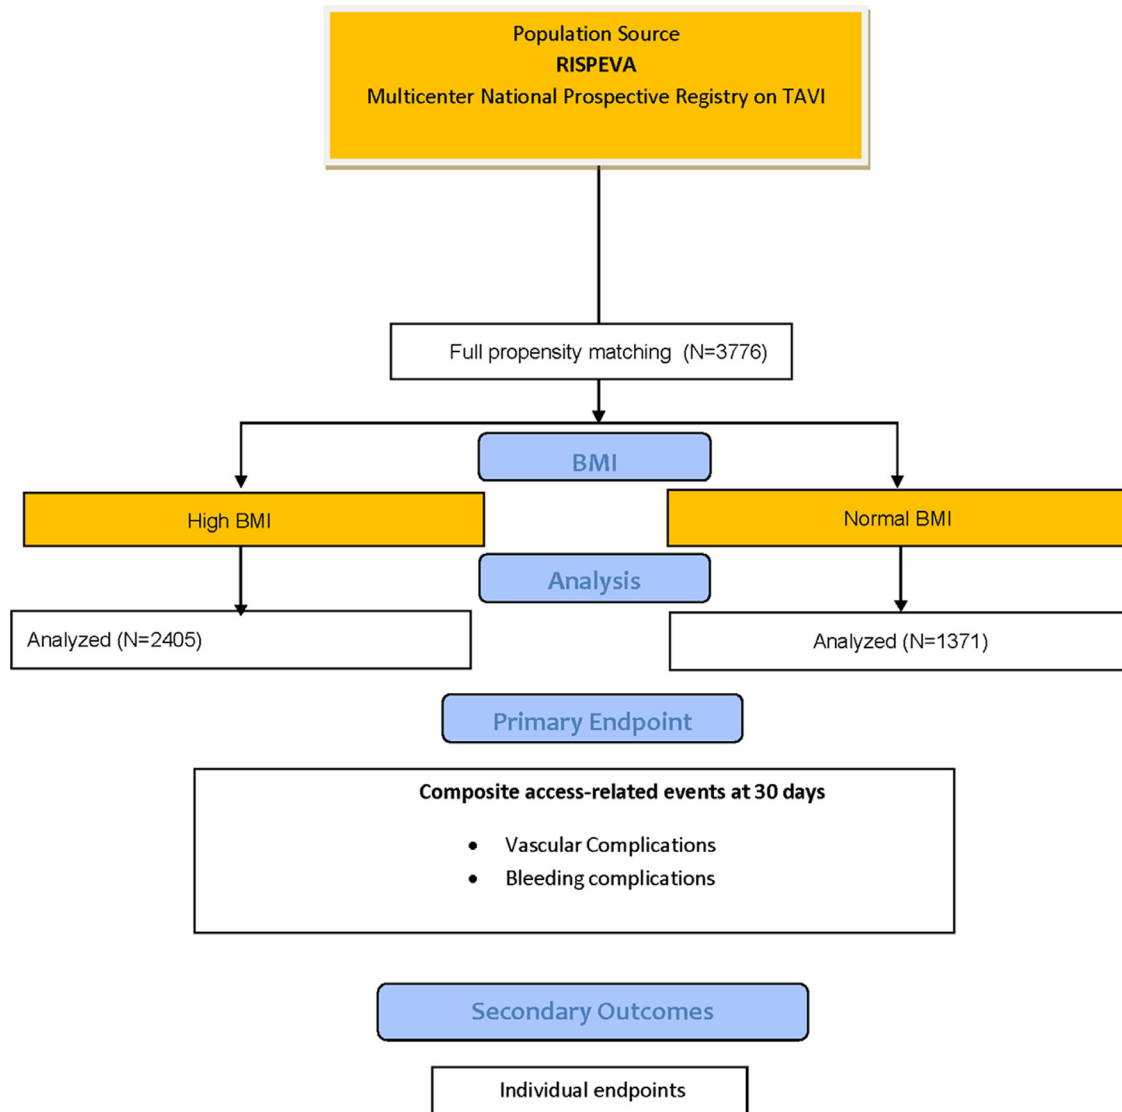 Population Source
RISPEVA
Multicenter National Prospective Registry on TAVI
Full propensity matching (N=3776)
BMI
High BMI
Normal BMI
Analysis
Analyzed (N=2405)
Analyzed (N=1371)
Primary Endpoint
Composite access-related events at 30 days
• Vascular Complications
• Bleeding complications
Secondary Outcomes
Individual endpoints